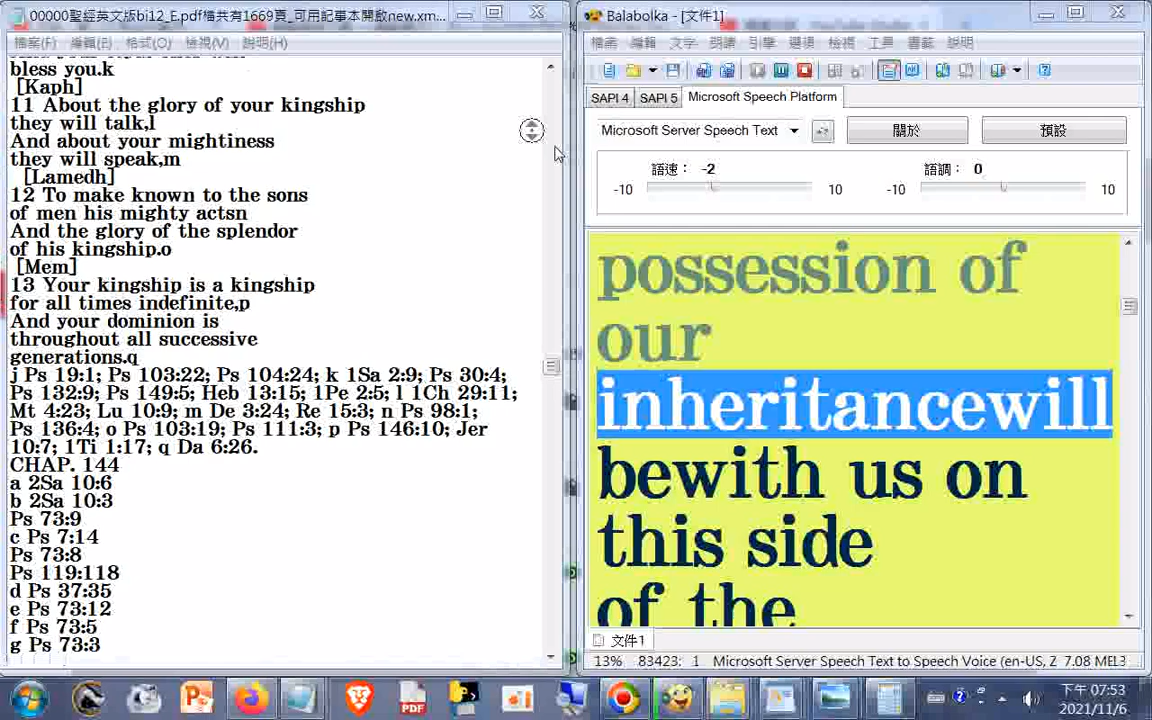 00000聖經英文版bi12_E.pdf檔共有1669頁_可用記事本開啟new.xm...
檔案(F) 編輯(E) 格式(O) 檢視(V) 說明(H)
bless you.k
[Kaph]
11 About the glory of your kingship
they will talk,l
And about your mightiness
they will speak,m
[Lamedh]
12 To make known to the sons
of men his mighty actsn
And the glory of the splendor
of his kingship.o
[Mem]
13 Your kingship is a kingship
for all times indefinite,p
And your dominion is
throughout all successive
generations.q
j Ps 19:1; Ps 103:22; Ps 104:24; k 1Sa 2:9; Ps 30:4;
Ps 132:9; Ps 149:5; Heb 13:15; 1Pe 2:5; l 1Ch 29:11;
Mt 4:23; Lu 10:9; m De 3:24; Re 15:3; n Ps 98:1;
Ps 136:4; o Ps 103:19; Ps 111:3; p Ps 146:10; Jer
10:7; 1Ti 1:17; q Da 6:26.
CHAP. 144
a 2Sa 10:6
b 2Sa 10:3
Ps 73:9
c Ps 7:14
Ps 73:8
Ps 119:118
d Ps 37:35
e Ps 73:12
f Ps 73:5
g Ps 73:3
Balabolka - [文件1]
檔案 編輯 文字 朗讀 引擎 選項 檢視 工具 書籤 說明
SAPI 4 SAPI 5 Microsoft Speech Platform
Microsoft Server Speech Text 關於 預設
語速： -2 語調： 0
-10 10 -10 10
possession of
our
inheritancewill
bewith us on
this side
of the
文件1
13% 83423: 1 Microsoft Server Speech Text to Speech Voice (en-US, Z 7.08 МЕ13
PDF
下午 07:53
2021/11/6